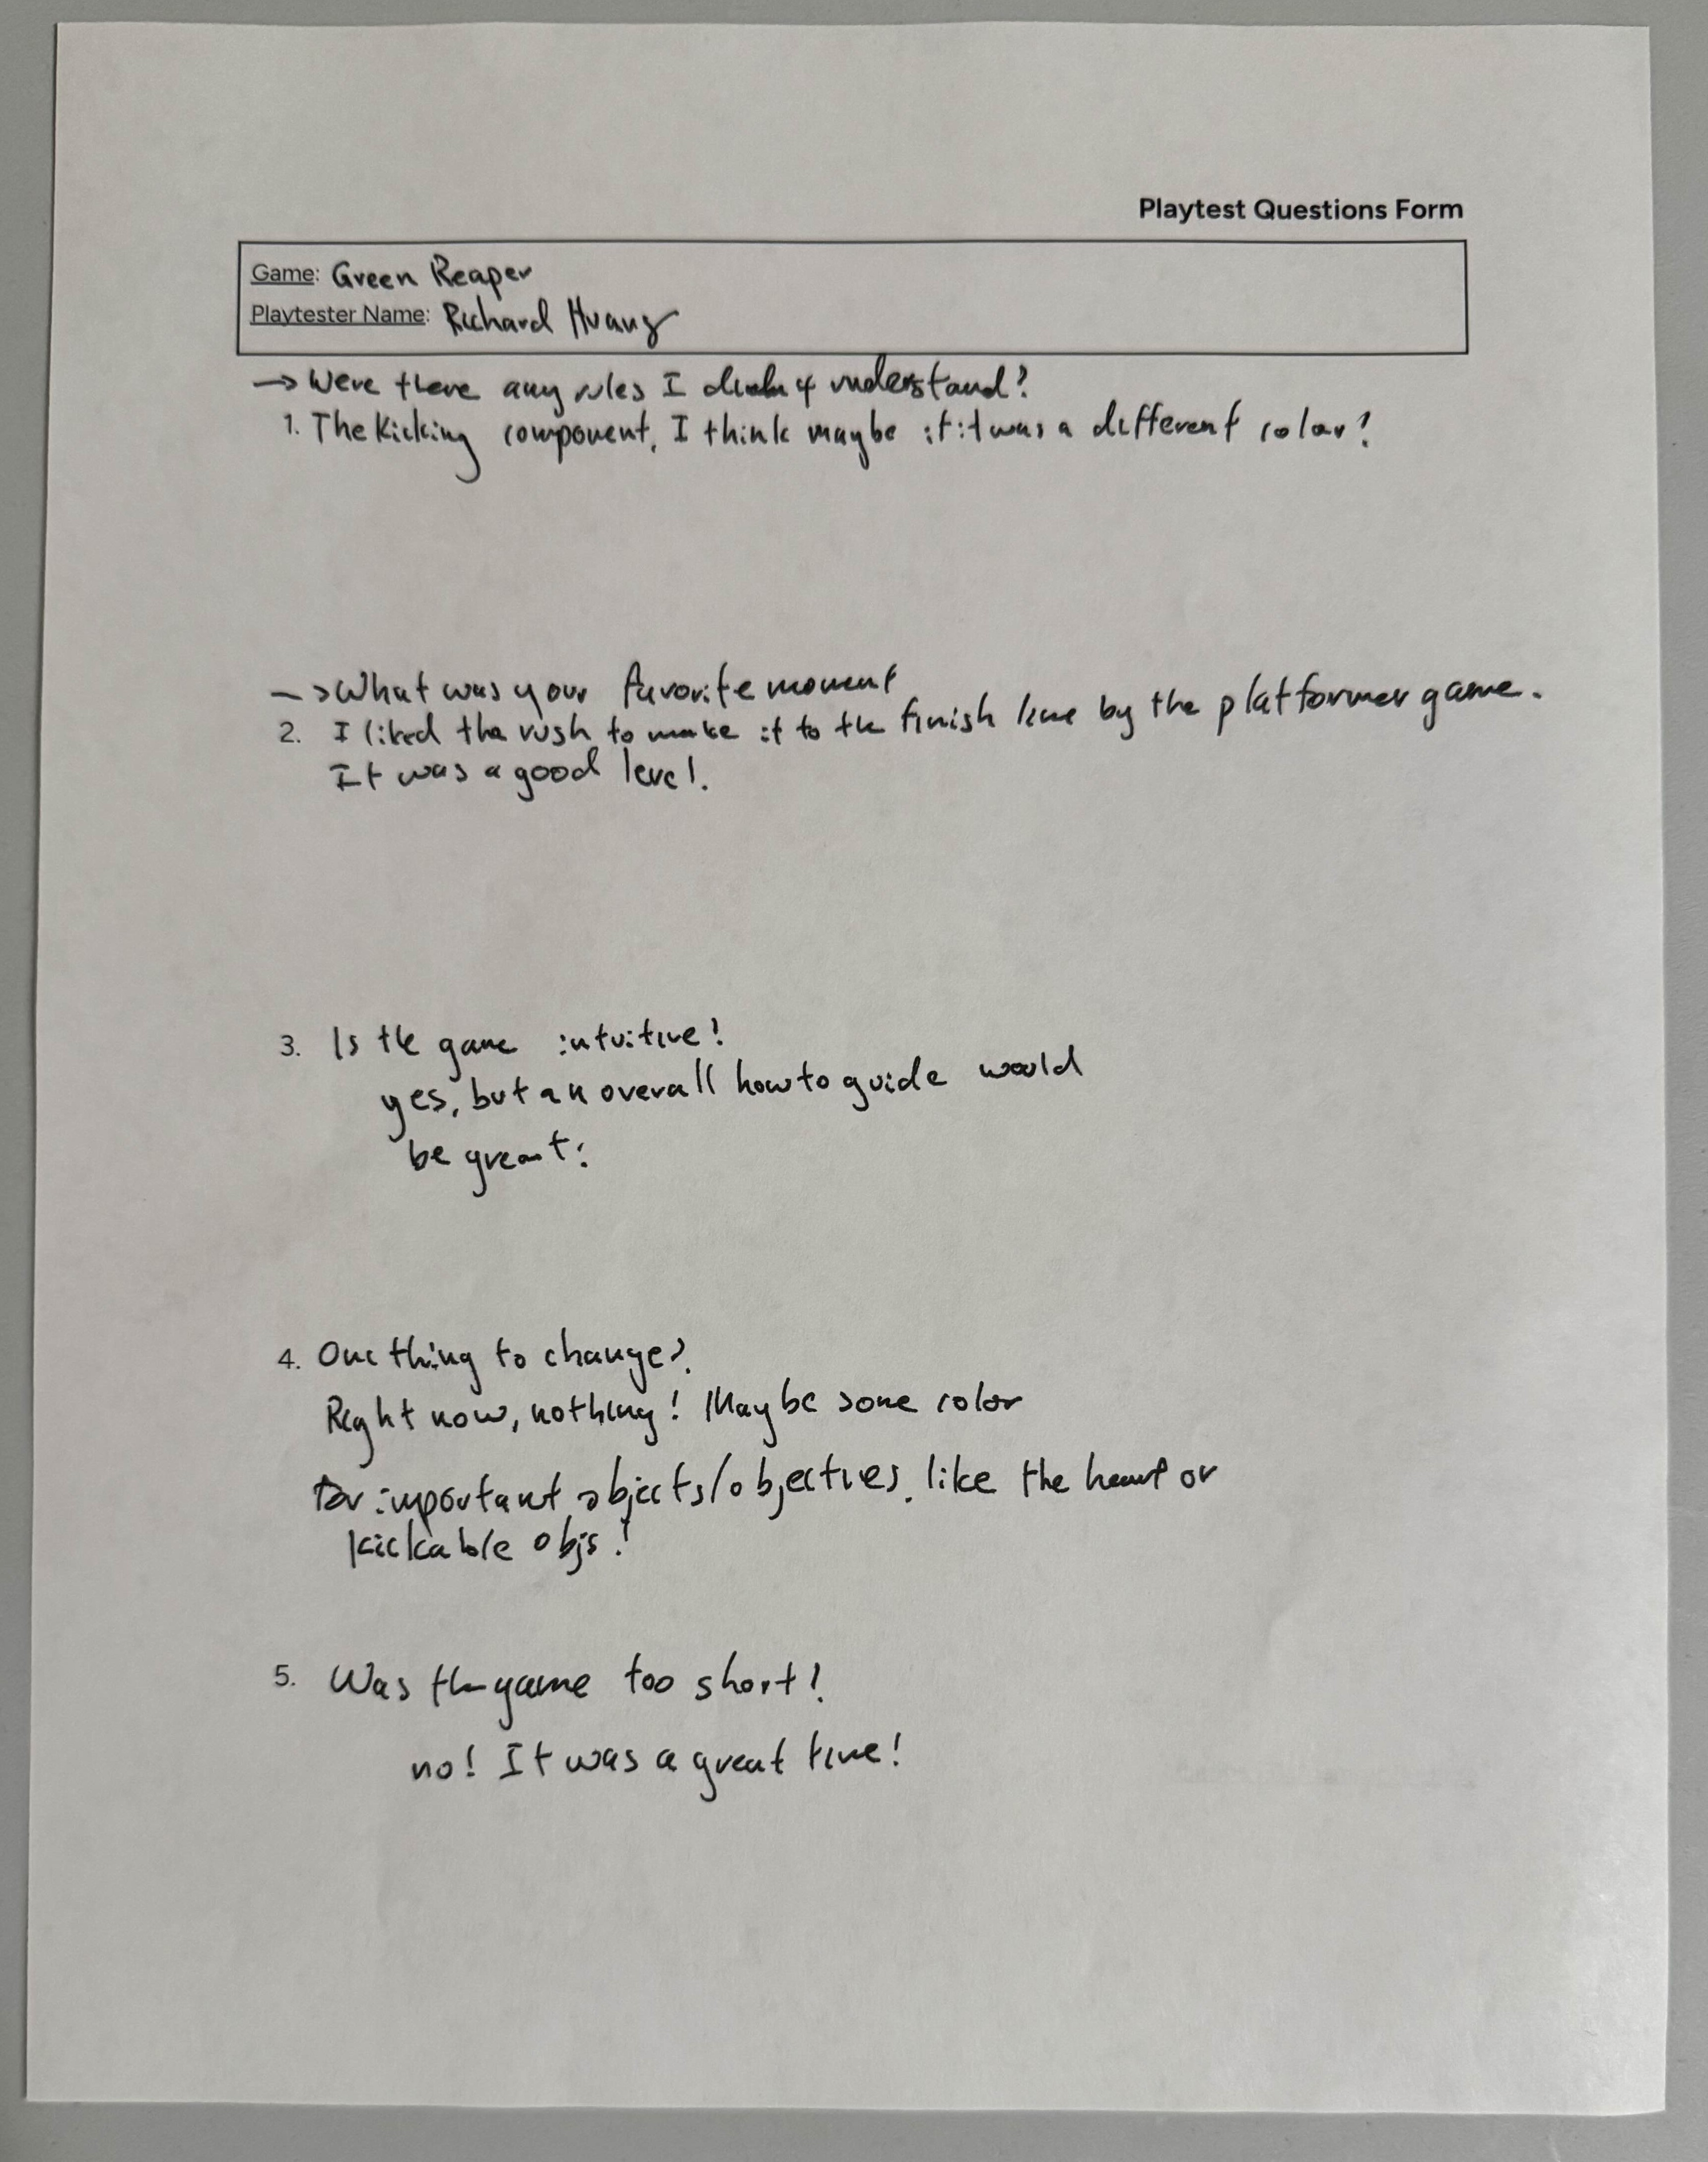 Playtest Questions Form
Game: Green Reaper
Playtester Name: Richard Huang
→ Were there any rules I didn't understand?
1. The Kicking component, I think maybe if it was a different color?
→ What was your favorite moment
2. I liked the rush to make it to the finish line by the platformer game.
It was a good level.
3. Is the game intuitive?
yes, but an overall how to guide would
be great!
4. One thing to change?
Right now, nothing! Maybe some color
for important objects/objectives, like the heart or
kickable objs!
5. Was the game too short?
no! It was a great time!